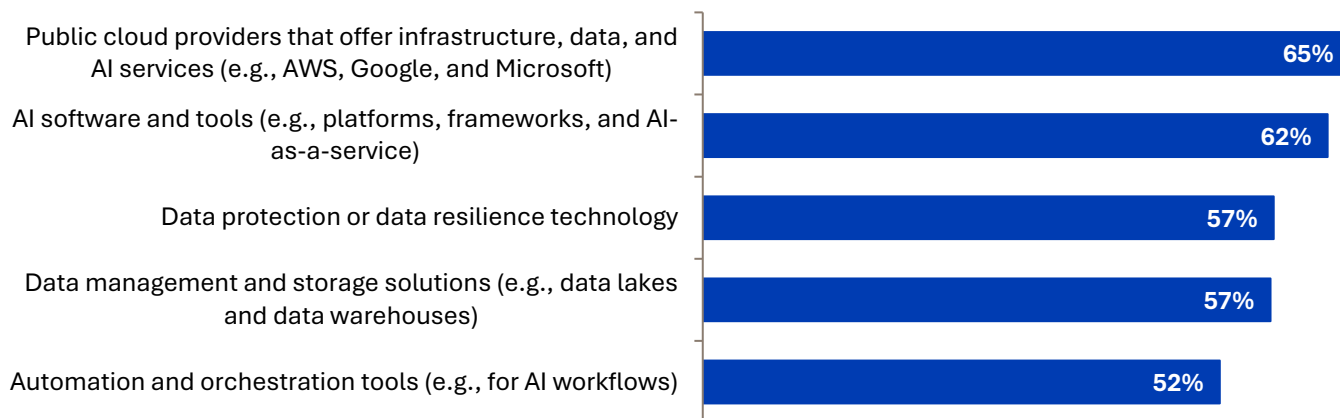 Public cloud providers that offer infrastructure, data, and
AI services (e.g., AWS, Google, and Microsoft)
65%
AI software and tools (e.g., platforms, frameworks, and AI-
as-a-service)
62%
Data protection or data resilience technology
57%
Data management and storage solutions (e.g., data lakes
and data warehouses)
57%
Automation and orchestration tools (e.g., for AI workflows)
52%